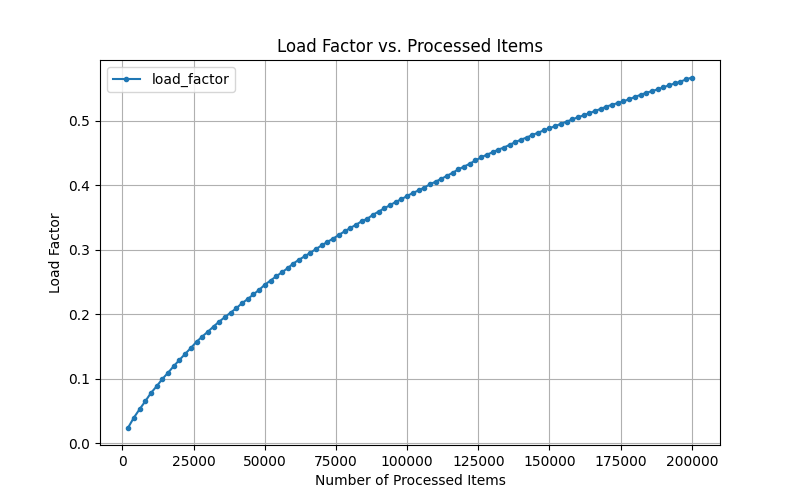 Load Factor vs. Processed Items
load_factor
Load Factor
0.5
0.4
0.3
0.2
0.1
0.0
0 25000 50000 75000 100000 125000 150000 175000 200000
Number of Processed Items